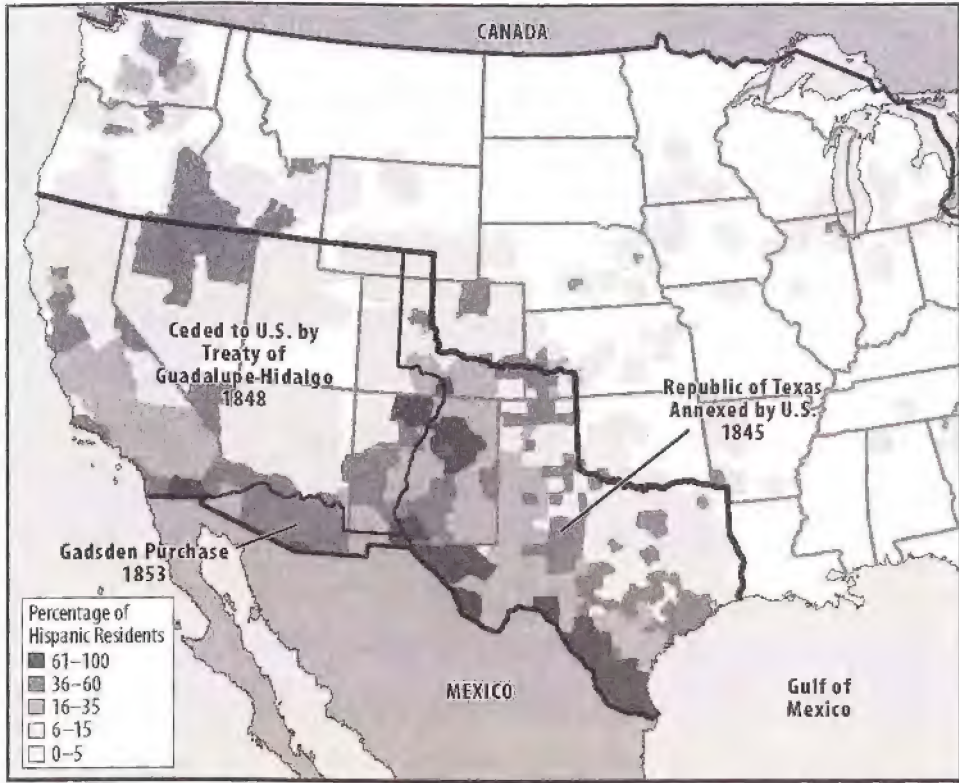 CANADA
Ceded to U.S. by
Treaty of
Guadalupe-Hidalgo
1848
Republic of Texas
Annexed by U.S.
1845
Gadsden Purchase
1853
Percentage of
Hispanic Residents
61–100
36–60
16–35
6–15
0–5
MEXICO
Gulf of
Mexico